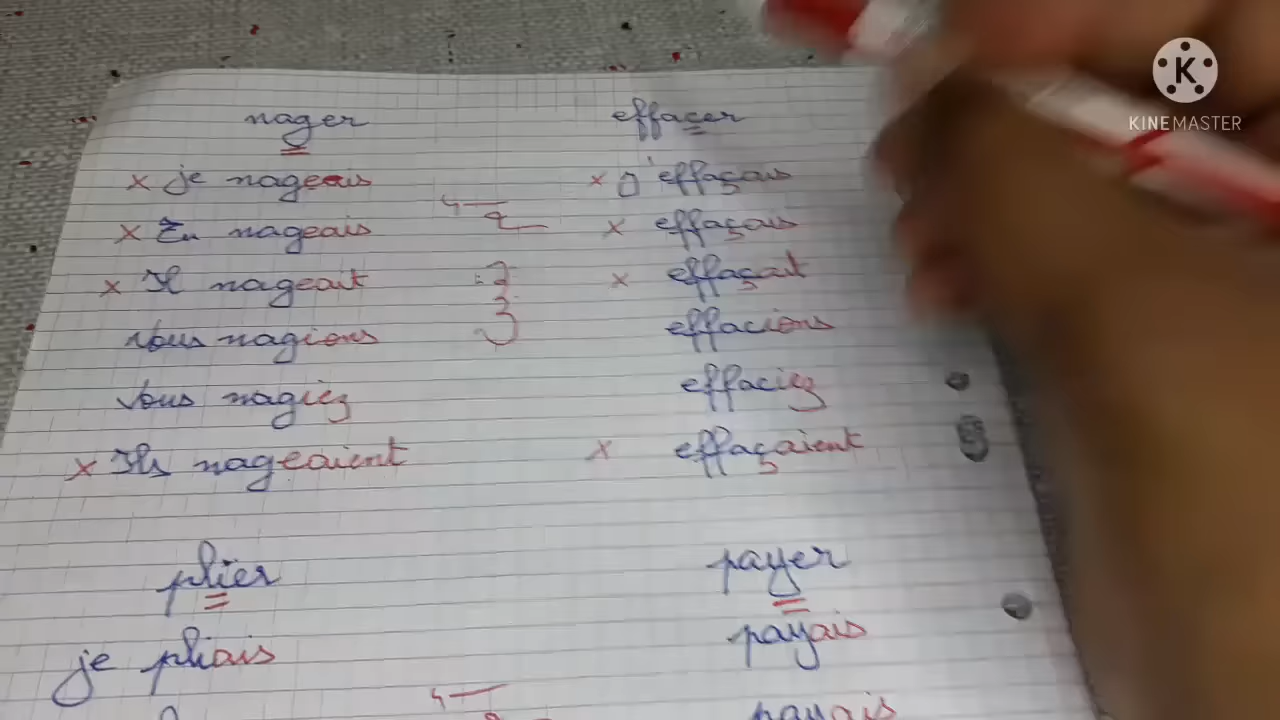 nager
effacer
× je nageais
× j'effaçais
× Tu nageais
× effaçais
× Il nageait
× effaçait
Nous nagions
effacions
Vous nagiez
effaciez
× Ils nageaient
× effaçaient
plier
payer
je pliais
payais
payais
KINEMASTER